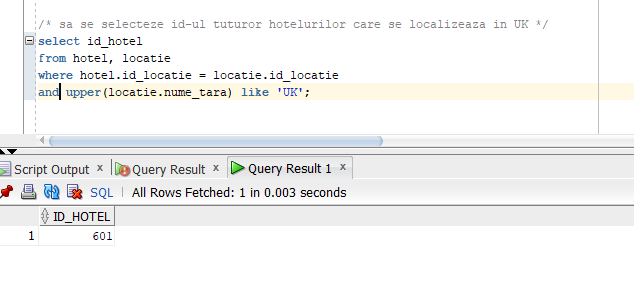 /* sa se selecteze id-ul tuturor hotelurilor care se localizeaza in UK */
select id_hotel
from hotel, locatie
where hotel.id_locatie = locatie.id_locatie
and upper(locatie.nume_tara) like 'UK';
Script Output x Query Result x Query Result 1 x
SQL | All Rows Fetched: 1 in 0.003 seconds
ID_HOTEL
1 601